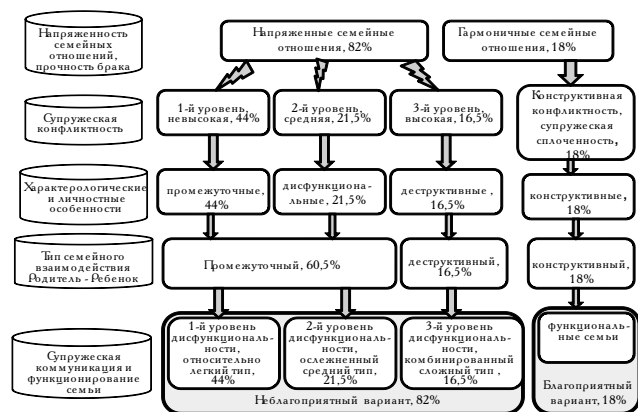 Напряженность
семейных
отношений,
прочность брака
Напряженные семейные
отношения, 82%
Гармоничные семейные
отношения, 18%
Супружеская
конфликтность
1-й уровень,
невысокая, 44%
2-й уровень,
средняя, 21,5%
3-й уровень,
высокая, 16,5%
Конструктивная
конфликтность,
супружеская
сплоченность,
18%
Характерологические
и личностные
особенности
промежуточные,
44%
дисфункциона-
льные, 21,5%
деструктивные ,
16,5%
конструктивные,
18%
Тип семейного
взаимодействия
Родитель - Ребенок
Промежуточный, 60,5%
деструктивный,
16,5%
конструктивный,
18%
Супружеская
коммуникация и
функционирование
семьи
1-й уровень
дисфункциональ-
ности,
относительно
легкий тип,
44%
2-й уровень
дисфункциональ-
ности,
ослежненный
средний тип,
21,5%
3-й уровень
дисфункциональ-
ности,
комбинированный
сложный тип ,
16,5%
функциональ-
ные семьи
Неблагоприятный вариант, 82%
Благоприятный
вариант, 18%